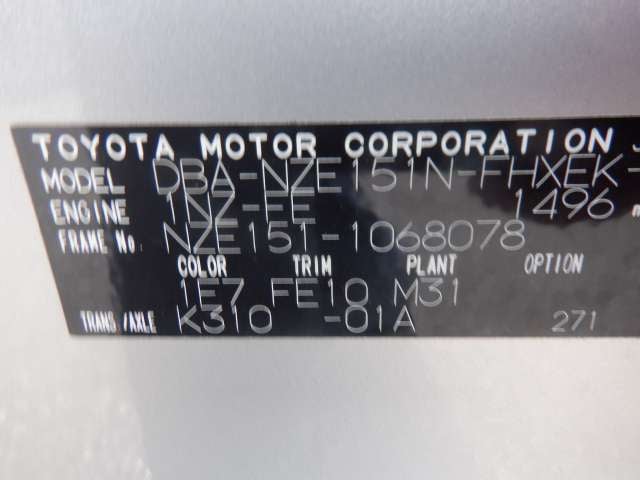 TOYOTA MOTOR CORPORATION J
MODEL DBA-NZE151N-FHXEK-
ENGINE 1NZ-FE 1496 m
FRAME No. NZE151-1068078
COLOR TRIM PLANT OPTION
1E7 FE10 M31
TRANS./AXLE K310 -01A 271